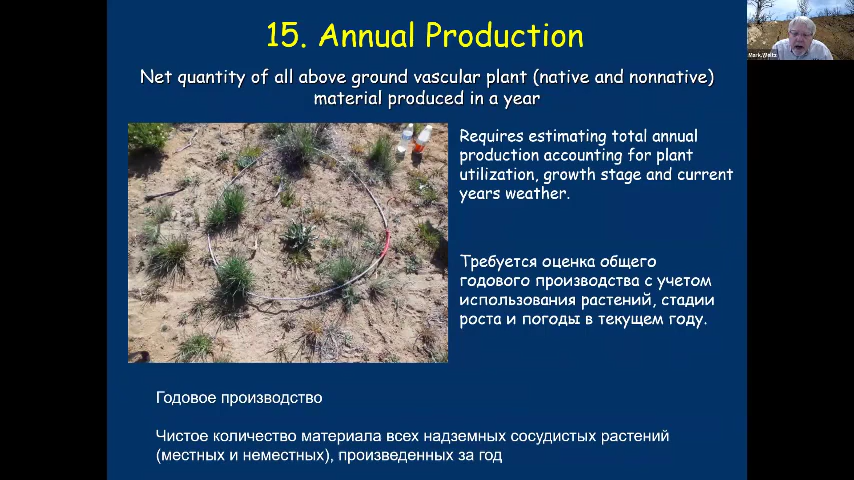 15. Annual Production
Net quantity of all above ground vascular plant (native and nonnative)
material produced in a year
Requires estimating total annual
production accounting for plant
utilization, growth stage and current
years weather.
Требуется оценка общего
годового производства с учетом
использования растений, стадии
роста и погоды в текущем году.
Годовое производство
Чистое количество материала всех надземных сосудистых растений
(местных и неместных), произведенных за год
Mark.Weltz